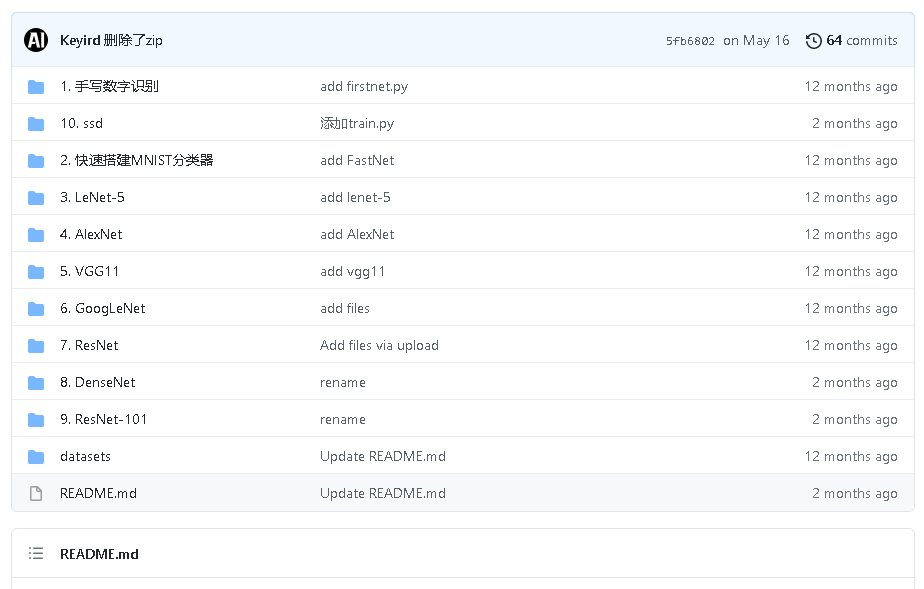 AI Keyird 删除了zip 5fb6802 on May 16 64 commits
1. 手写数字识别 add firstnet.py 12 months ago
10. ssd 添加train.py 2 months ago
2. 快速搭建MNIST分类器 add FastNet 12 months ago
3. LeNet-5 add lenet-5 12 months ago
4. AlexNet add AlexNet 12 months ago
5. VGG11 add vgg11 12 months ago
6. GoogLeNet add files 12 months ago
7. ResNet Add files via upload 12 months ago
8. DenseNet rename 2 months ago
9. ResNet-101 rename 2 months ago
datasets Update README.md 12 months ago
README.md Update README.md 2 months ago
README.md